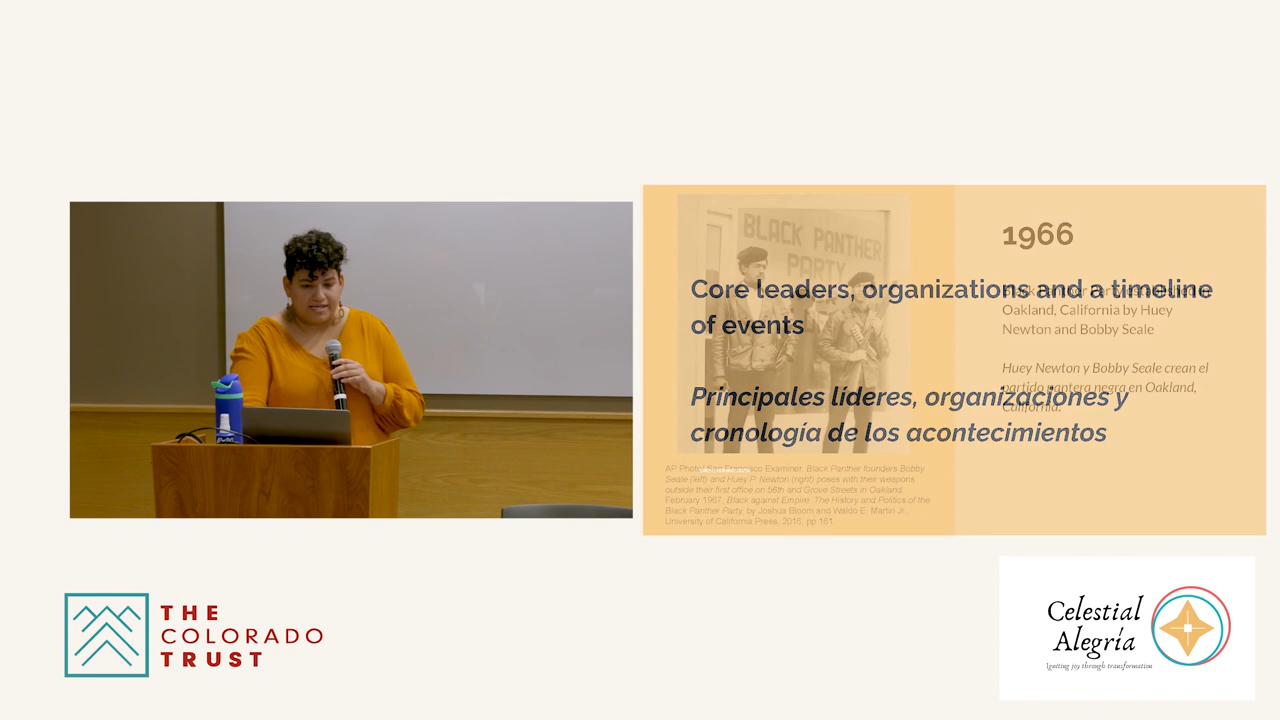 BLACK PANTHER
PARTY
Core leaders, organizations and a timeline
of events
Principales líderes, organizaciones y
cronología de los acontecimientos
AP Photo/ San Francisco Examiner. Black Panther founders Bobby
Seale (left) and Huey P. Newton (right) poses with their weapons
outside their first office on 56th and Grove Streets in Oakland.
February 1967, Black against Empire: The History and Politics of the
Black Panther Party, by Joshua Bloom and Waldo E. Martin Jr.,
University of California Press, 2016, pp 161.
1966
Black Panther Party established in
Oakland, California by Huey
Newton and Bobby Seale
Huey Newton y Bobby Seale crean el
partido pantera negra en Oakland,
California.
THE
COLORADO
TRUST
Celestial
Alegría
Igniting joy through transformation